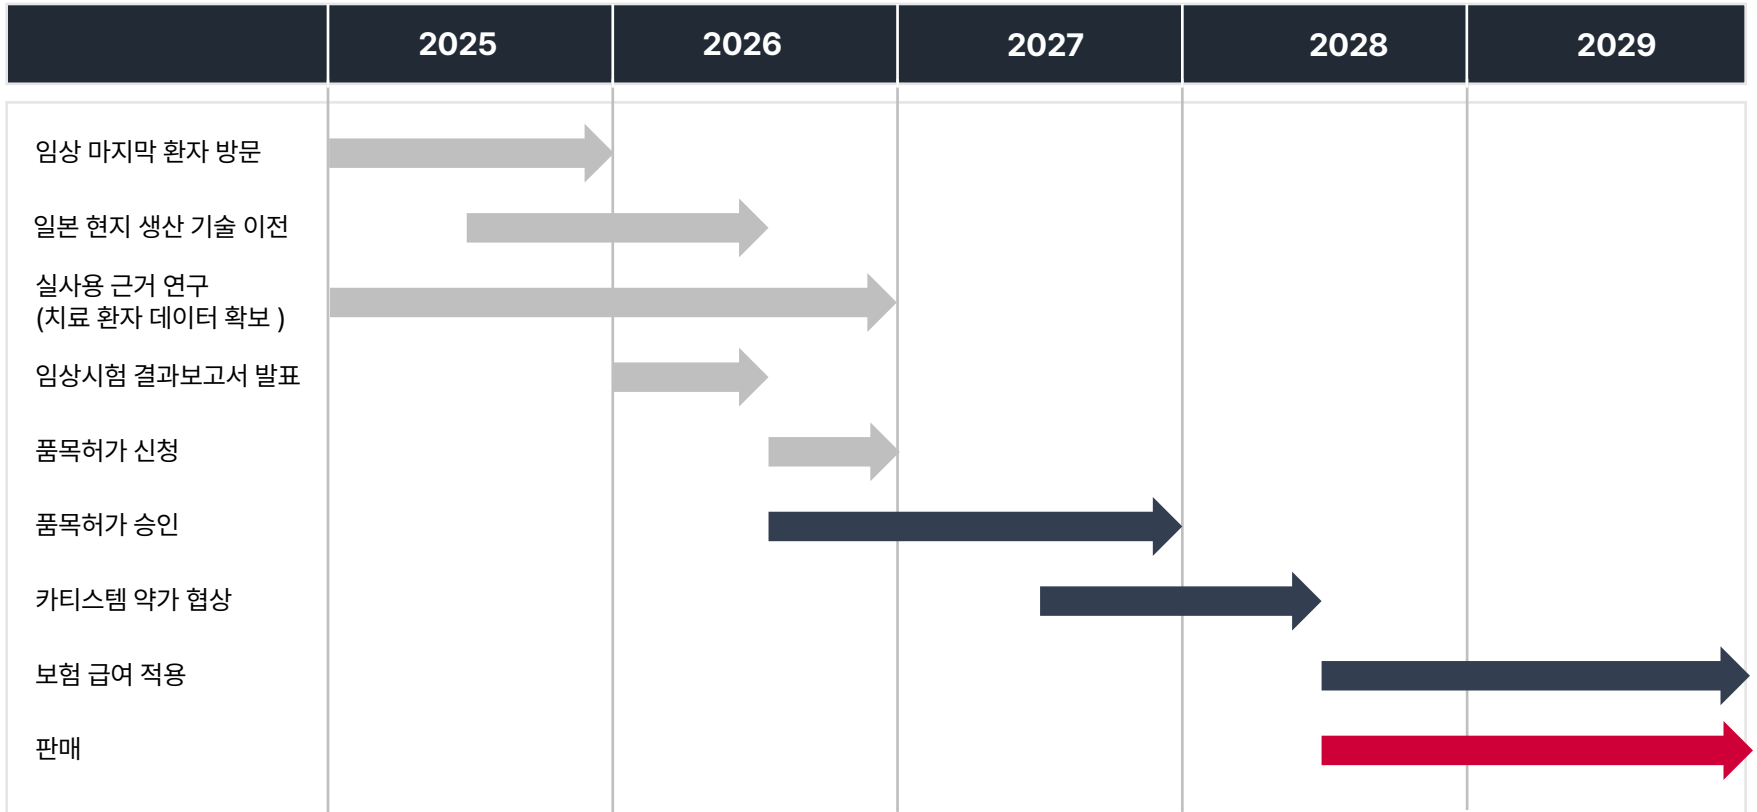 2025 2026 2027 2028 2029
임상 마지막 환자 방문
일본 현지 생산 기술 이전
실사용 근거 연구
(치료 환자 데이터 확보 )
임상시험 결과보고서 발표
품목허가 신청
품목허가 승인
카티스템 약가 협상
보험 급여 적용
판매